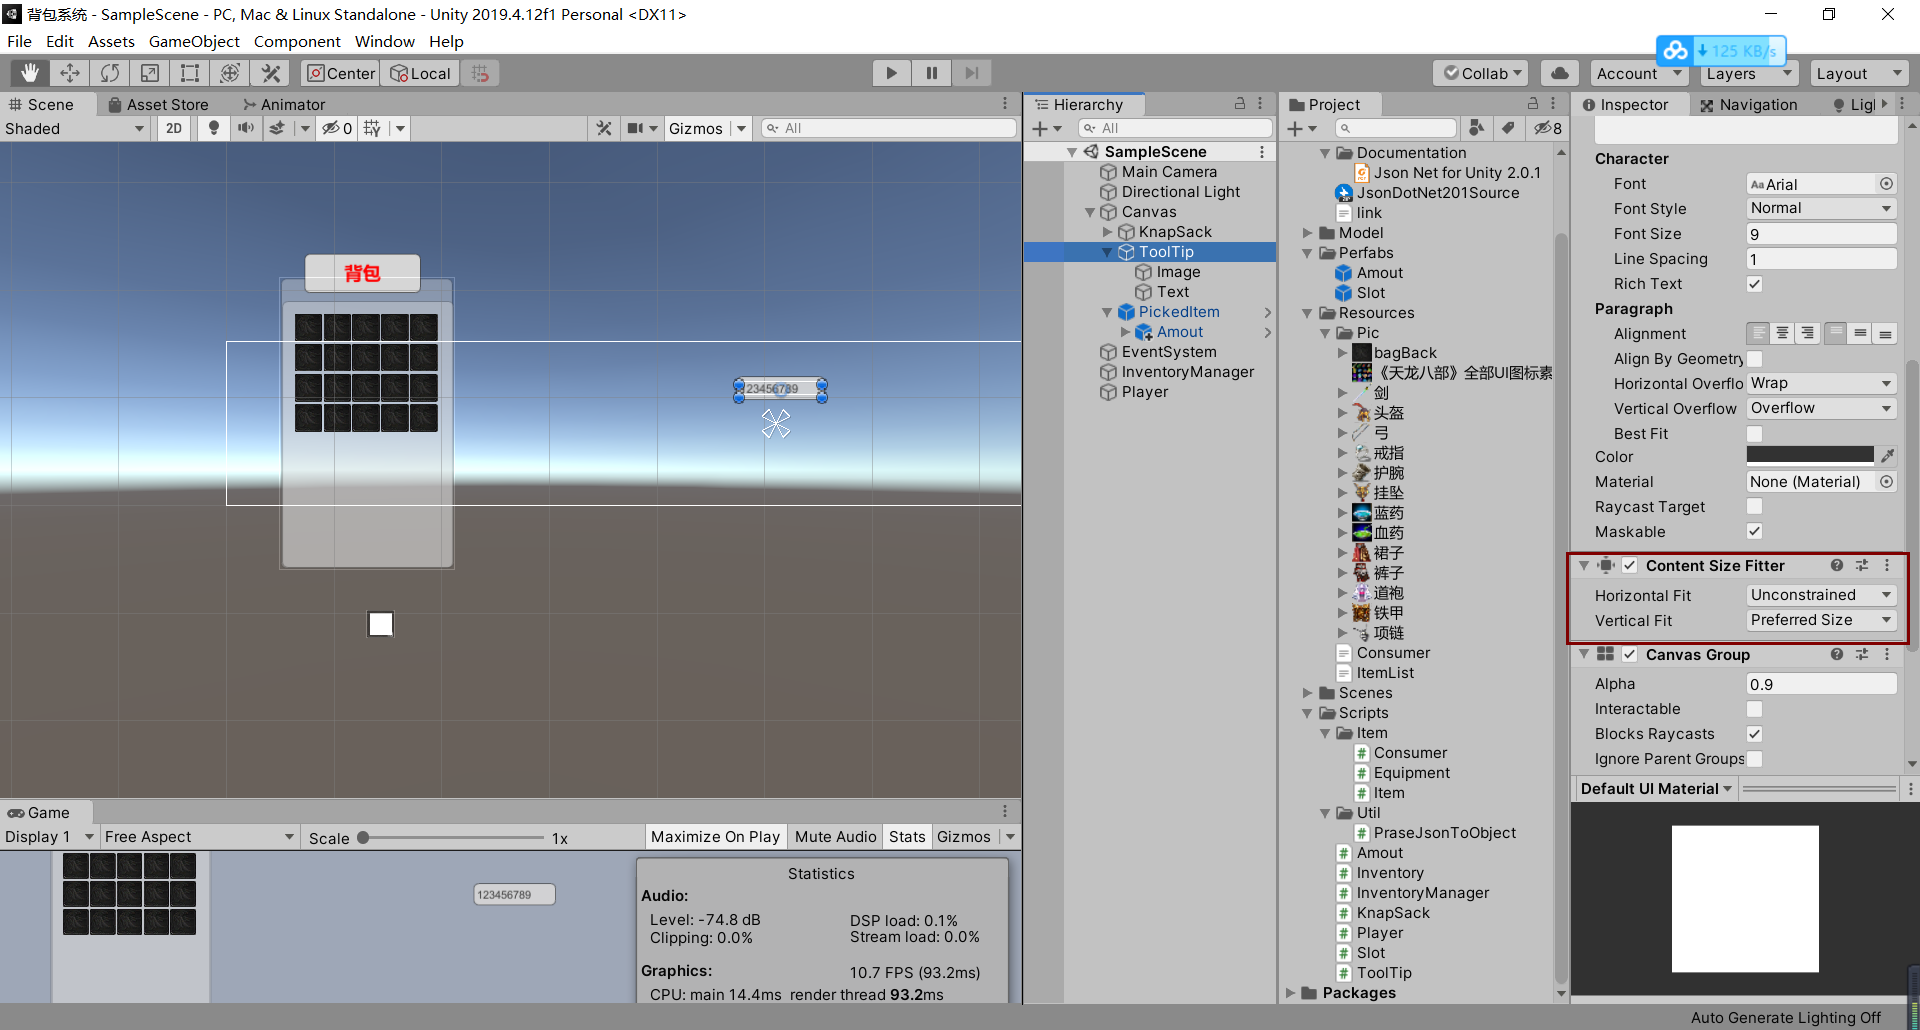 背包系统 - SampleScene - PC, Mac & Linux Standalone - Unity 2019.4.12f1 Personal <DX11>
File Edit Assets GameObject Component Window Help
125 KB/s
Center Local Collab Account Layers Layout
Scene Asset Store Animator
Shaded 2D 0 Gizmos All
背包
23456789
Game
Display 1 Free Aspect Scale 1x Maximize On Play Mute Audio Stats Gizmos
123456789
Statistics
Audio:
Level: -74.8 dB DSP load: 0.1%
Clipping: 0.0% Stream load: 0.0%
Graphics: 10.7 FPS (93.2ms)
CPU: main 14.4ms render thread 93.2ms
Hierarchy
All
SampleScene
Main Camera
Directional Light
Canvas
KnapSack
ToolTip
Image
Text
PickedItem
Amout
EventSystem
InventoryManager
Player
Project
8
Documentation
Json Net for Unity 2.0.1
JsonDotNet201Source
link
Model
Perfabs
Amout
Slot
Resources
Pic
bagBack
《天龙八部》全部UI图标素
剑
头盔
弓
戒指
护腕
挂坠
蓝药
血药
裙子
裤子
道袍
铁甲
项链
Consumer
ItemList
Scenes
Scripts
Item
Consumer
Equipment
Item
Util
PraseJsonToObject
Amout
Inventory
InventoryManager
KnapSack
Player
Slot
ToolTip
Packages
Inspector Navigation Ligl
Character
Font Aa Arial
Font Style Normal
Font Size 9
Line Spacing 1
Rich Text
Paragraph
Alignment
Align By Geometry
Horizontal Overflo Wrap
Vertical Overflow Overflow
Best Fit
Color
Material None (Material)
Raycast Target
Maskable
Content Size Fitter
Horizontal Fit Unconstrained
Vertical Fit Preferred Size
Canvas Group
Alpha 0.9
Interactable
Blocks Raycasts
Ignore Parent Groups
Default UI Material
Auto Generate Lighting Off